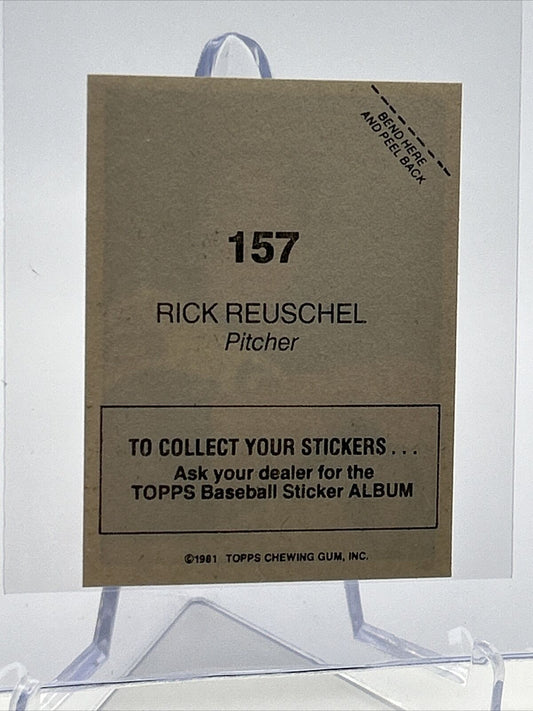 BEND HERE
AND PEEL BACK
157
RICK REUSCHEL
Pitcher
TO COLLECT YOUR STICKERS...
Ask your dealer for the
TOPPS Baseball Sticker ALBUM
©1981 TOPPS CHEWING GUM, INC.